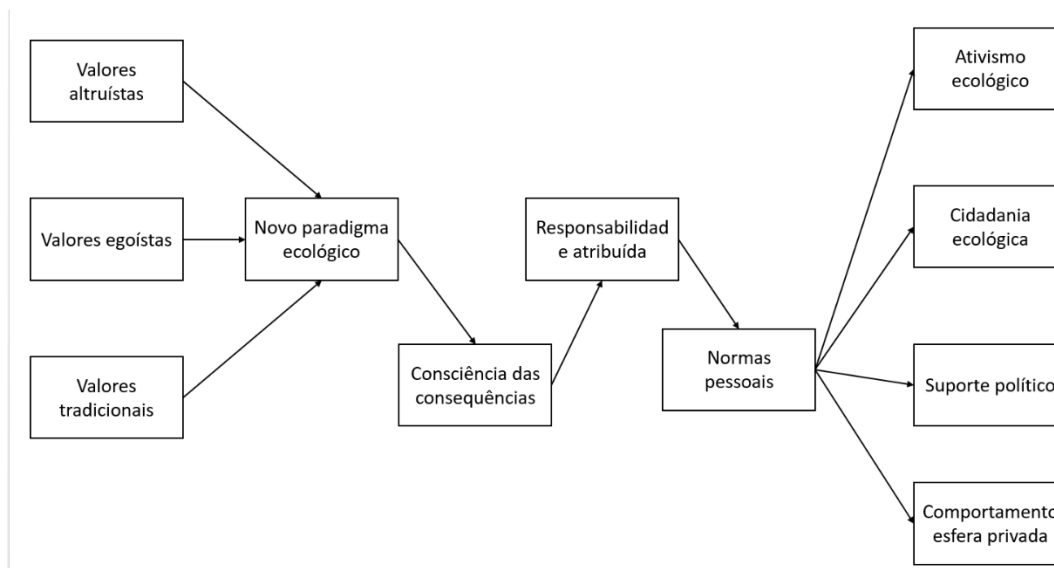 Valores
altruístas
Valores egoístas
Valores
tradicionais
Novo paradigma
ecológico
Consciência das
consequências
Responsabilidad
e atribuída
Normas
pessoais
Ativismo
ecológico
Cidadania
ecológica
Suporte político
Comportamento
esfera privada